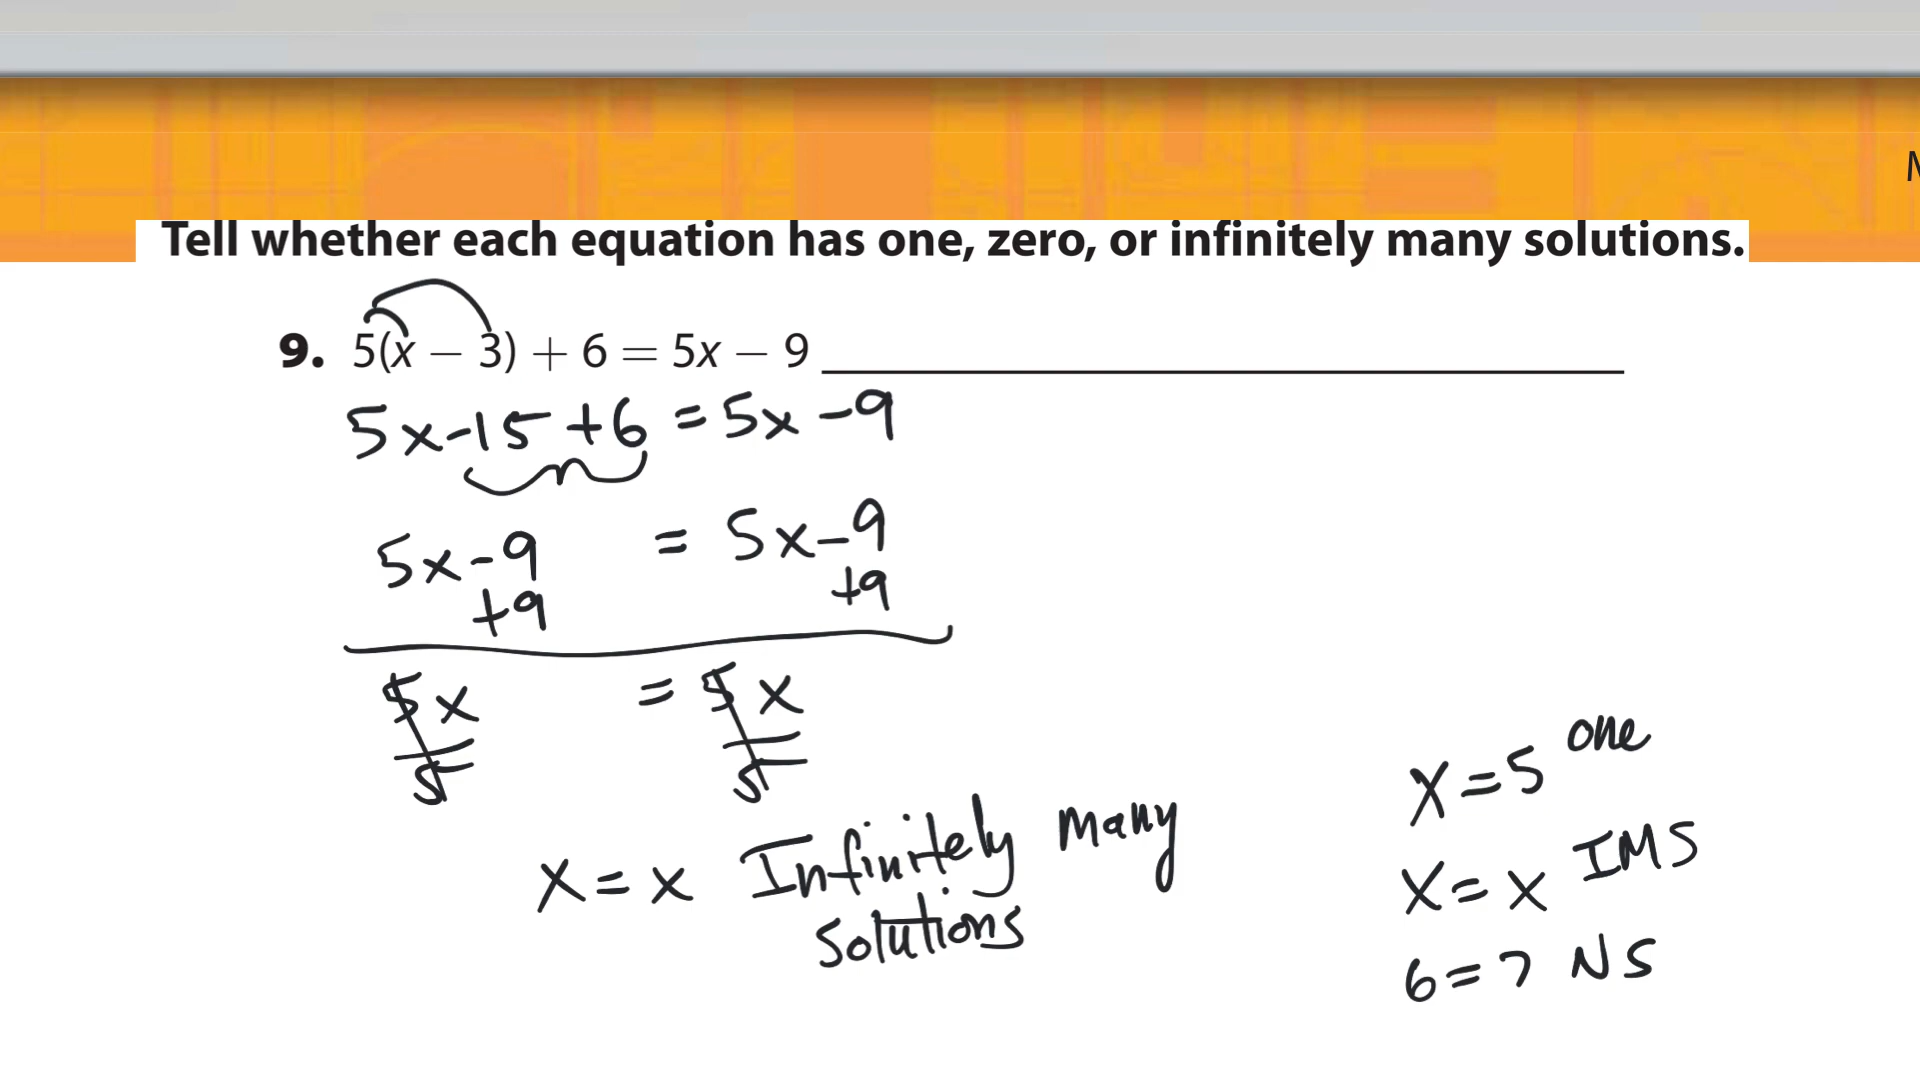 M
Tell whether each equation has one, zero, or infinitely many solutions.
9. 5(x − 3) + 6 = 5x − 9 ________________
5x-15 +6 = 5x -9
5x-9 = 5x-9
+9 +9
5x = 5x
5 5
x = x Infinitely many
solutions
x=5 one
x=x IMS
6=7 NS